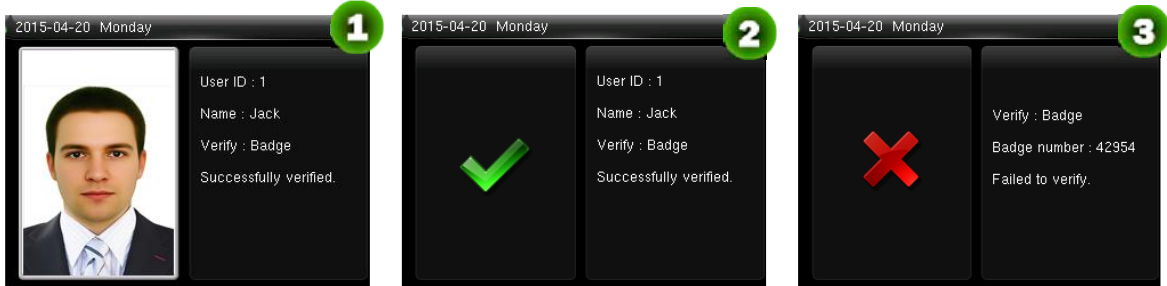 2015-04-20 Monday
1
User ID : 1
Name : Jack
Verify : Badge
Successfully verified.
2015-04-20 Monday
2
User ID : 1
Name : Jack
Verify : Badge
Successfully verified.
2015-04-20 Monday
3
Verify : Badge
Badge number : 42954
Failed to verify.